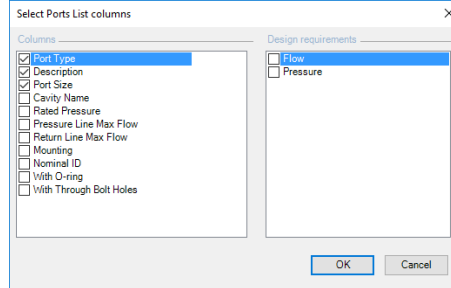 Select Ports List columns
Columns
Port Type
Description
Port Size
Cavity Name
Rated Pressure
Pressure Line Max Flow
Return Line Max Flow
Mounting
Nominal ID
With O-ring
With Through Bolt Holes
Design requirements
Flow
Pressure
OK
Cancel